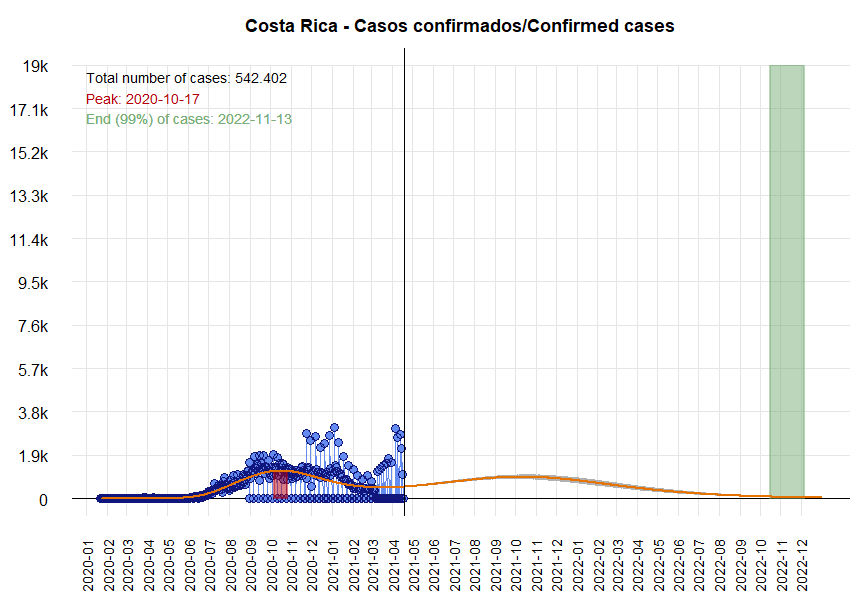 Costa Rica - Casos confirmados/Confirmed cases
19k
17.1k
15.2k
13.3k
11.4k
9.5k
7.6k
5.7k
3.8k
1.9k
0
Total number of cases: 542.402
Peak: 2020-10-17
End (99%) of cases: 2022-11-13
2020-01
2020-02
2020-03
2020-04
2020-05
2020-06
2020-07
2020-08
2020-09
2020-10
2020-11
2020-12
2021-01
2021-02
2021-03
2021-04
2021-05
2021-06
2021-07
2021-08
2021-09
2021-10
2021-11
2021-12
2022-01
2022-02
2022-03
2022-04
2022-05
2022-06
2022-07
2022-08
2022-09
2022-10
2022-11
2022-12